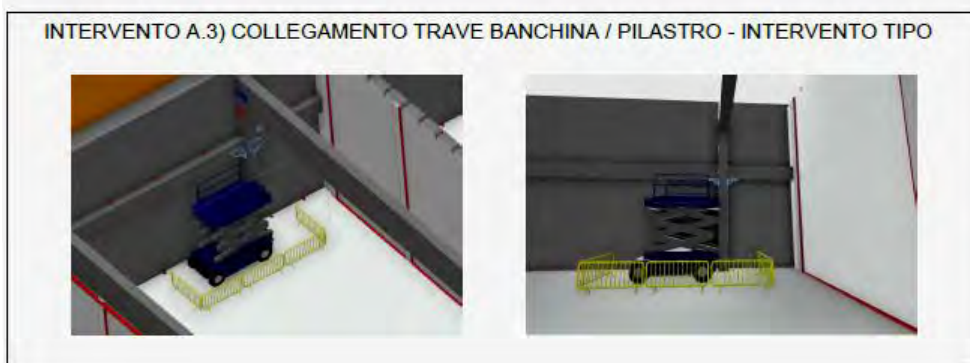 INTERVENTO A.3) COLLEGAMENTO TRAVE BANCHINA / PILASTRO - INTERVENTO TIPO